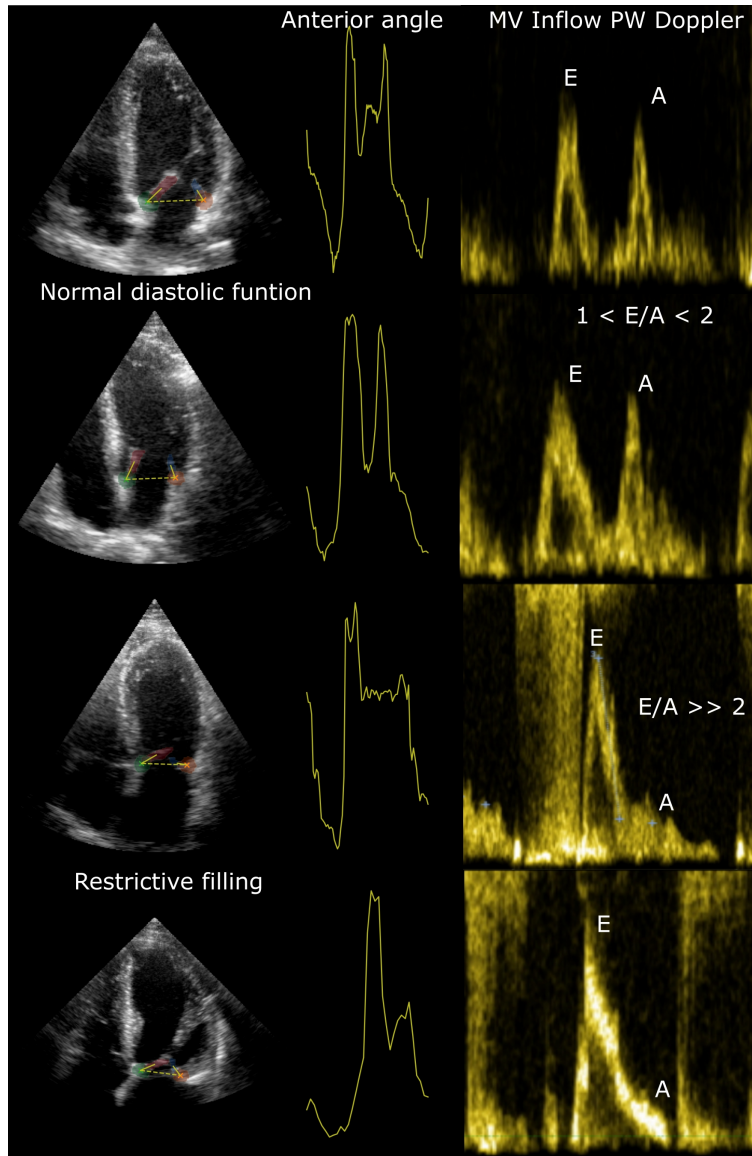 Anterior angle
MV Inflow PW Doppler
E
A
Normal diastolic funtion
1 < E/A < 2
E
A
E
E/A >> 2
A
Restrictive filling
E
A